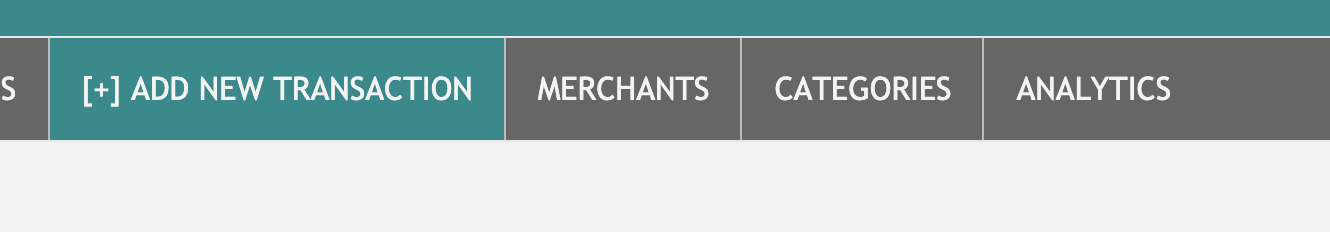 S [+] ADD NEW TRANSACTION MERCHANTS CATEGORIES ANALYTICS